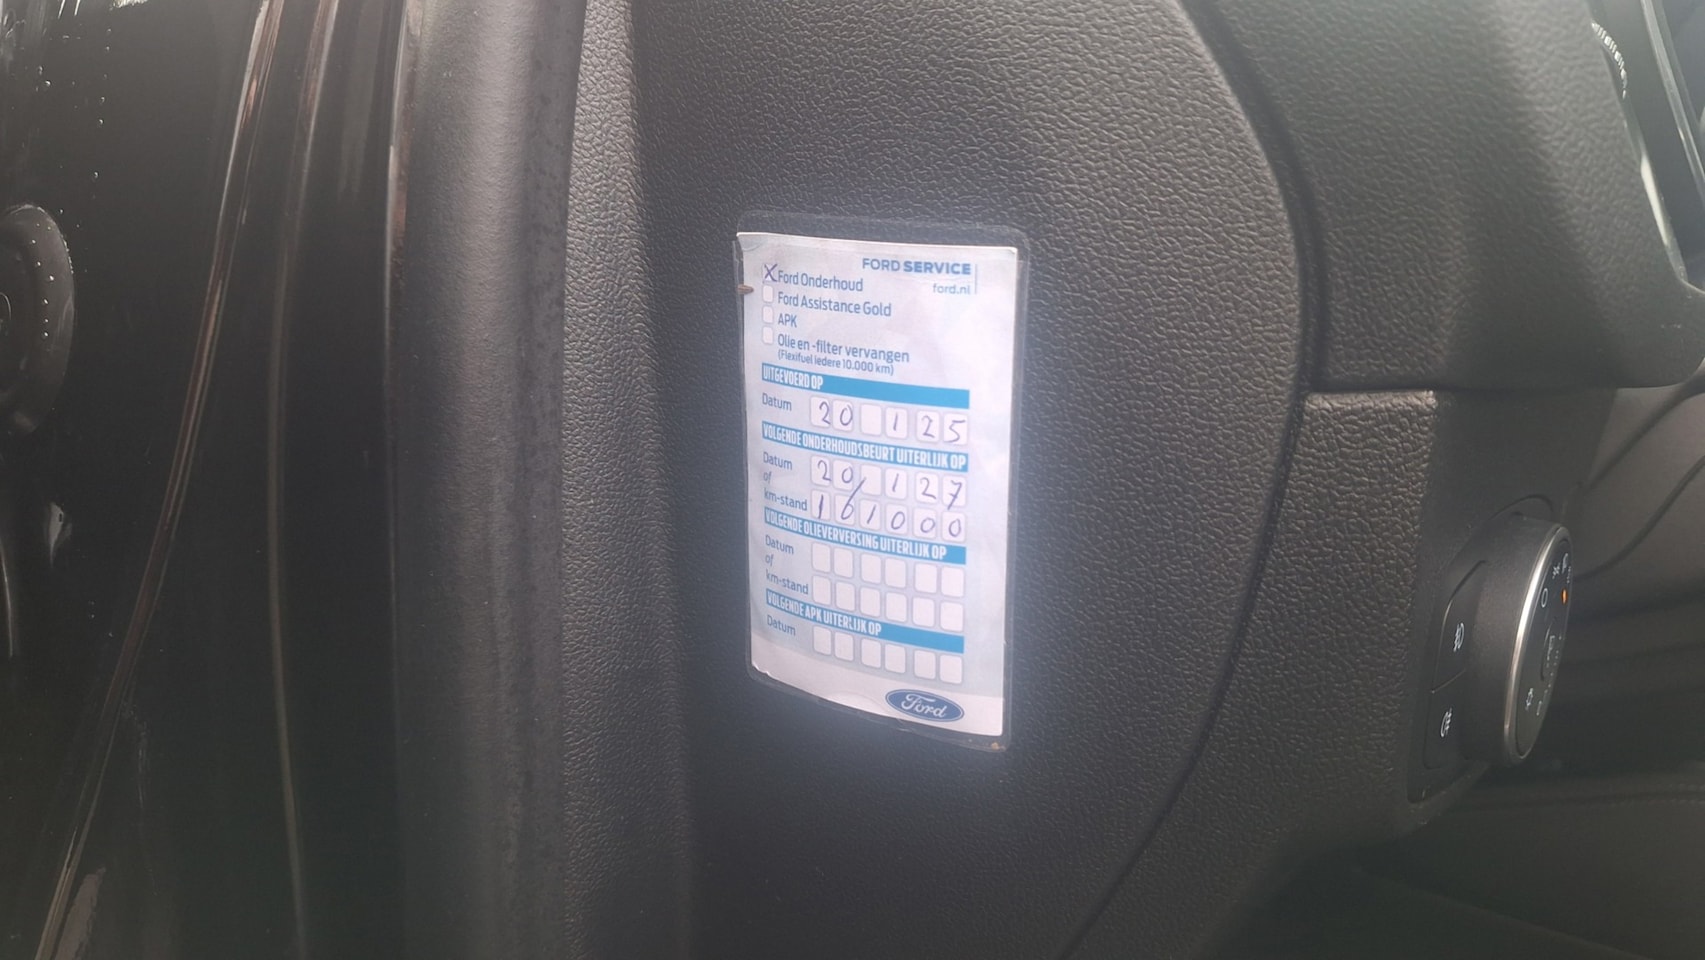 FORD SERVICE
ford.nl
X Ford Onderhoud
Ford Assistance Gold
APK
Olie en -filter vervangen
(Flexifuel iedere 10.000 km)
UITGEVOERD OP
Datum 20 1 25
VOLGENDE ONDERHOUDSBEURT UITERLIJK OP
Datum 20 1 27
of
km-stand 161000
VOLGENDE OLIEVERVERSING UITERLIJK OP
Datum
of
km-stand
VOLGENDE APK UITERLIJK OP
Datum
Ford